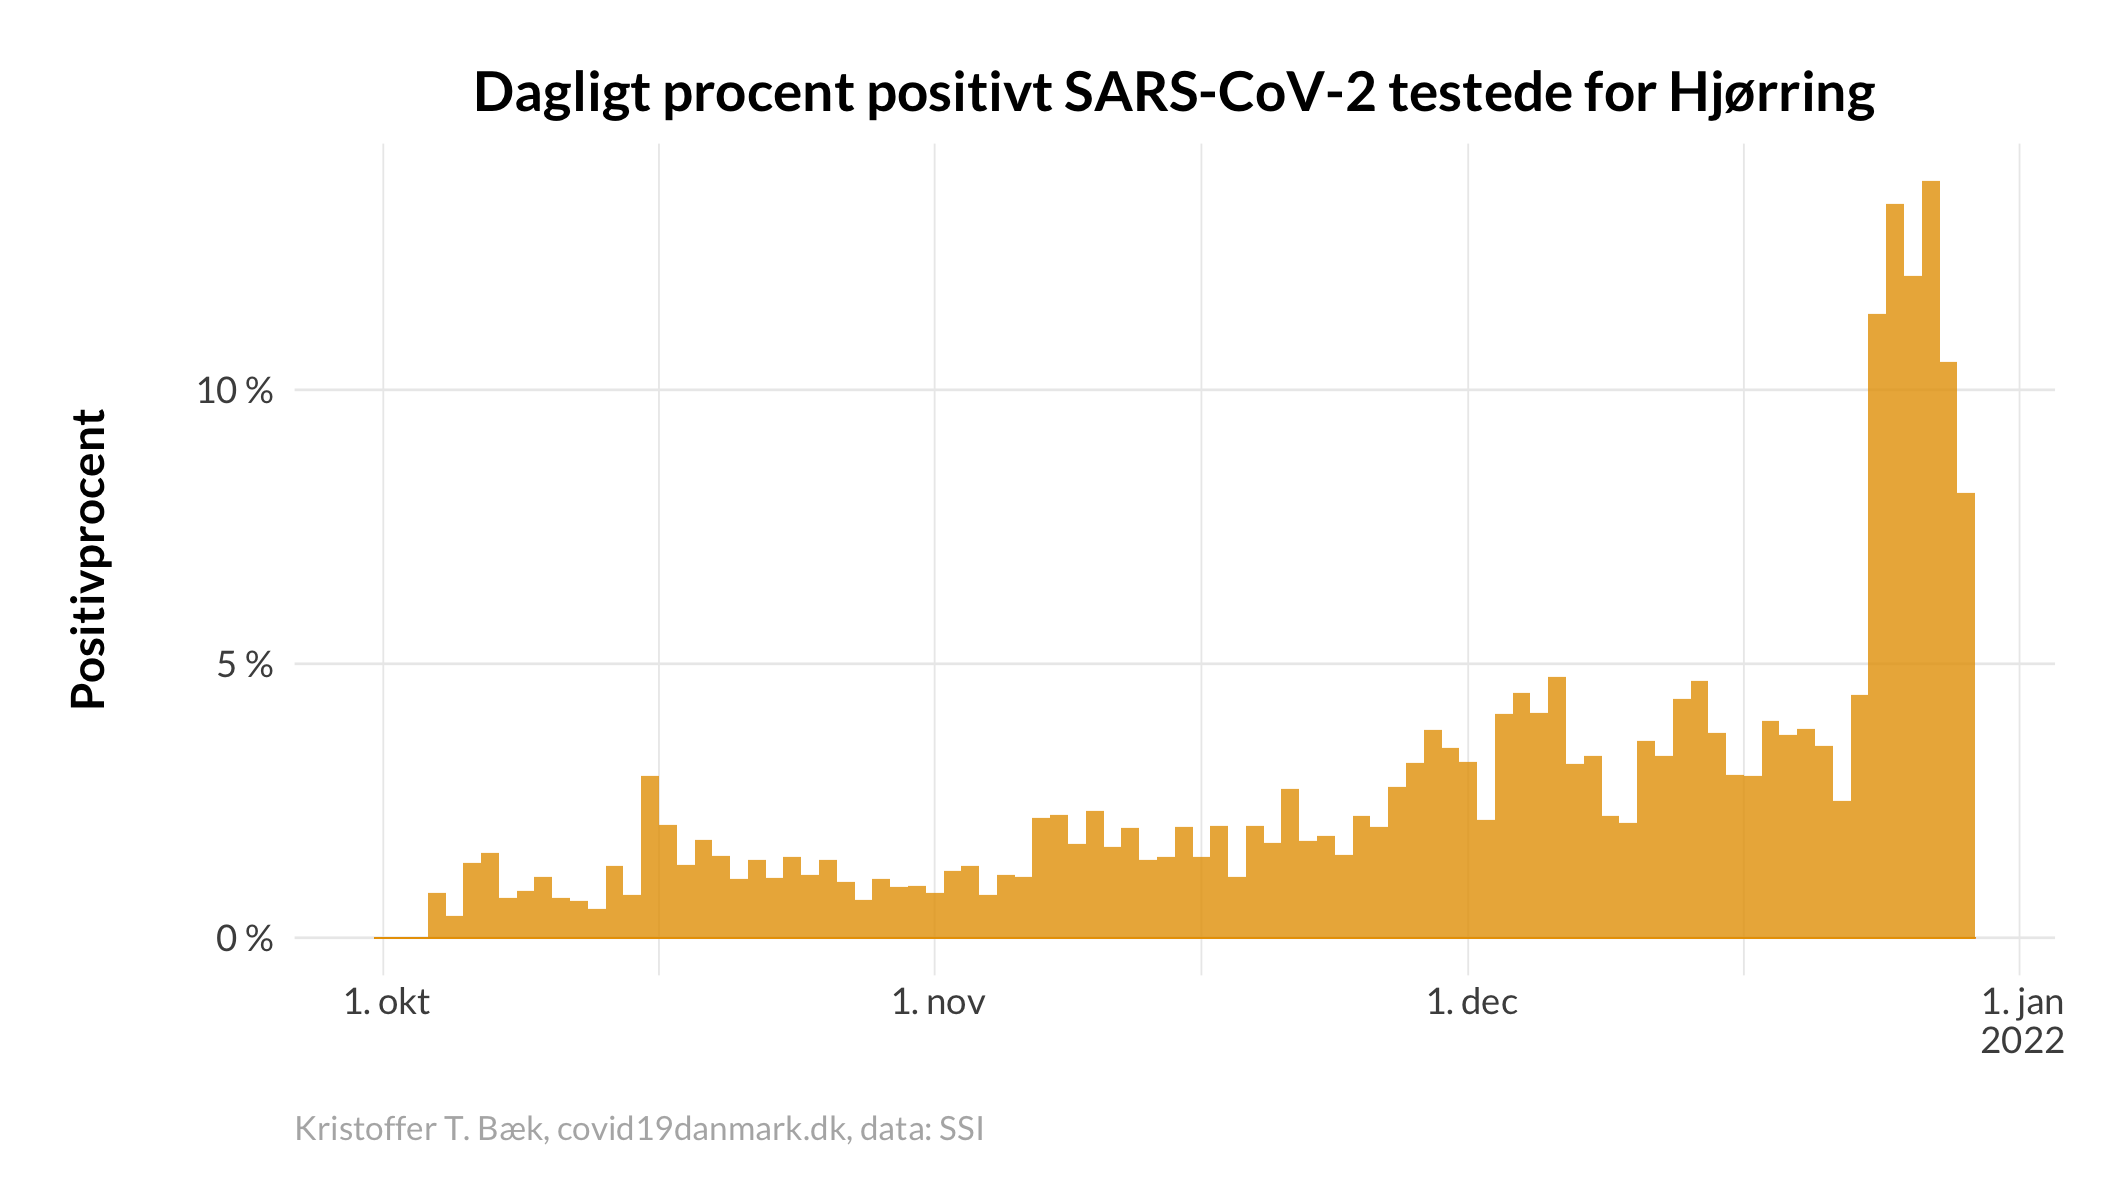 Dagligt procent positivt SARS-CoV-2 testede for Hjørring
Positivprocent
10 %
5 %
0 %
1. okt
1. nov
1. dec
1. jan
2022
Kristoffer T. Bæk, covid19danmark.dk, data: SSI